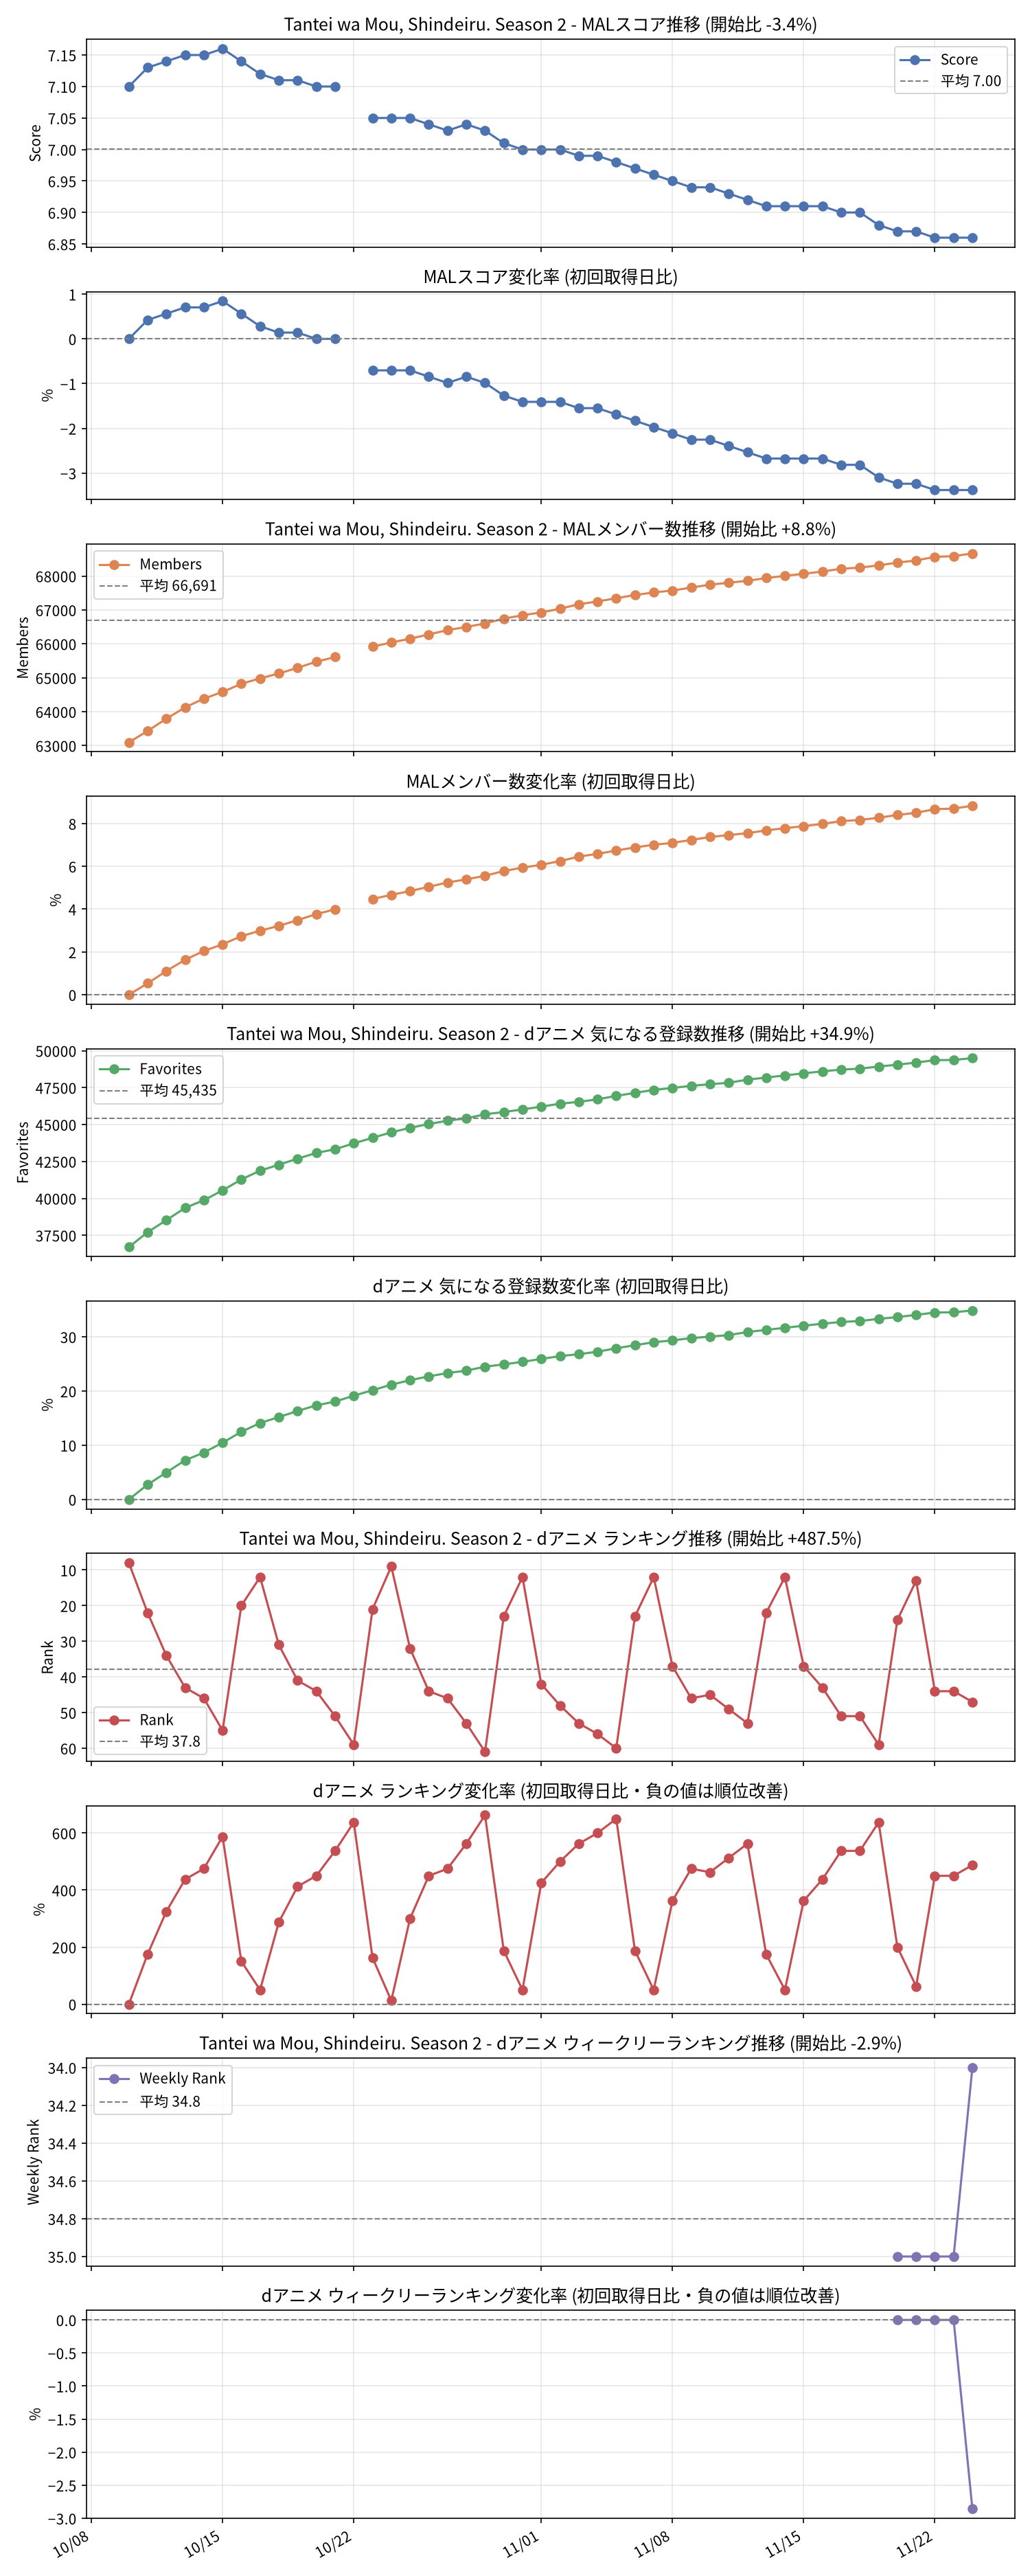 Tantei wa Mou, Shindeiru. Season 2 - MALスコア推移 (開始比 -3.4%)
Score
7.15
7.10
7.05
7.00
6.95
6.90
6.85
Score
平均 7.00
MALスコア変化率 (初回取得日比)
%
1
0
−1
−2
−3
Tantei wa Mou, Shindeiru. Season 2 - MALメンバー数推移 (開始比 +8.8%)
Members
68000
67000
66000
65000
64000
63000
Members
平均 66,691
MALメンバー数変化率 (初回取得日比)
%
8
6
4
2
0
Tantei wa Mou, Shindeiru. Season 2 - dアニメ 気になる登録数推移 (開始比 +34.9%)
Favorites
50000
47500
45000
42500
40000
37500
Favorites
平均 45,435
dアニメ 気になる登録数変化率 (初回取得日比)
%
30
20
10
0
Tantei wa Mou, Shindeiru. Season 2 - dアニメ ランキング推移 (開始比 +487.5%)
Rank
10
20
30
40
50
60
Rank
平均 37.8
dアニメ ランキング変化率 (初回取得日比・負の値は順位改善)
%
600
400
200
0
Tantei wa Mou, Shindeiru. Season 2 - dアニメ ウィークリーランキング推移 (開始比 -2.9%)
Weekly Rank
34.0
34.2
34.4
34.6
34.8
35.0
Weekly Rank
平均 34.8
dアニメ ウィークリーランキング変化率 (初回取得日比・負の値は順位改善)
%
0.0
−0.5
−1.0
−1.5
−2.0
−2.5
−3.0
10/08
10/15
10/22
11/01
11/08
11/15
11/22